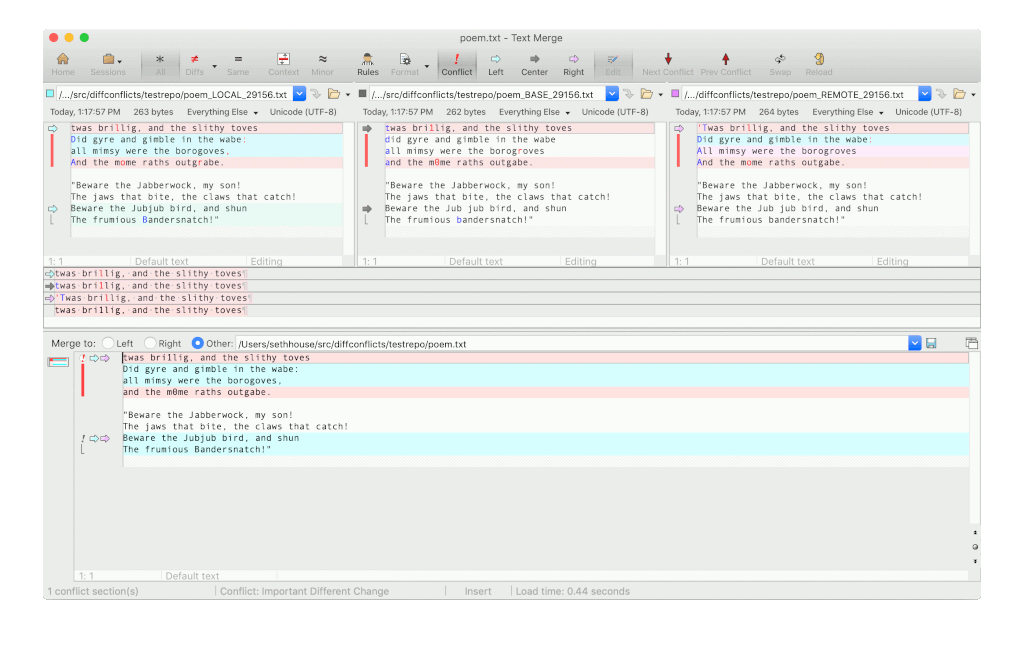 poem.txt - Text Merge
Home Sessions All Diffs Same Context Minor Rules Format Conflict Left Center Right Edit Next Conflict Prev Conflict Swap Reload
/.../src/diffconflicts/testrepo/poem_LOCAL_29156.txt /.../src/diffconflicts/testrepo/poem_BASE_29156.txt /.../src/diffconflicts/testrepo/poem_REMOTE_29156.txt
Today, 1:17:57 PM 263 bytes Everything Else Unicode (UTF-8) Today, 1:17:57 PM 262 bytes Everything Else Unicode (UTF-8) Today, 1:17:57 PM 264 bytes Everything Else Unicode (UTF-8)
twas brillig, and the slithy toves
Did gyre and gimble in the wabe:
all mimsy were the borogoves,
And the mome raths outgrabe.
"Beware the Jabberwock, my son!
The jaws that bite, the claws that catch!
Beware the Jubjub bird, and shun
The frumious Bandersnatch!"
1: 1 Default text Editing
twas bri1lig, and the slithy toves
did gyre and gimble in the wabe
all mimsy were the borogroves
and the m0me raths outgabe.
"Beware the Jabberwock, my son!
The jaws that bite, the claws that catch!
Beware the Jub jub bird, and shun
The frumious bandersnatch!"
1: 1 Default text Editing
'Twas brillig, and the slithy toves
Did gyre and gimble in the wabe:
All mimsy were the borogroves
And the mome raths outgabe.
"Beware the Jabberwock, my son!
The jaws that bite, the claws that catch!
Beware the Jub jub bird, and shun
The frumious bandersnatch!"
1: 1 Default text Editing
twas·brillig,·and·the·slithy·toves¶
twas·bri1lig,·and·the·slithy·toves¶
'Twas·brillig,·and·the·slithy·toves¶
twas·bri1lig,·and·the·slithy·toves¶
Merge to: Left Right Other: /Users/sethhouse/src/diffconflicts/testrepo/poem.txt
! twas bri1lig, and the slithy toves
Did gyre and gimble in the wabe:
all mimsy were the borogoves,
and the m0me raths outgabe.
"Beware the Jabberwock, my son!
The jaws that bite, the claws that catch!
! Beware the Jubjub bird, and shun
The frumious Bandersnatch!"
1: 1 Default text
1 conflict section(s) Conflict: Important Different Change Insert Load time: 0.44 seconds